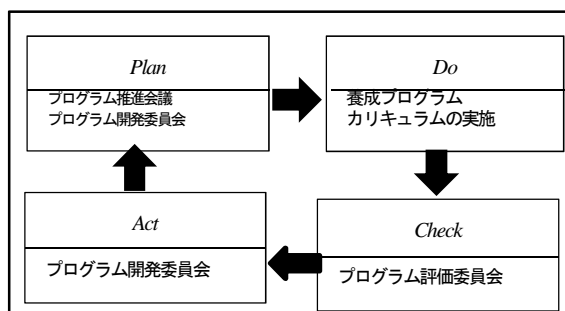 Plan
プログラム推進会議
プログラム開発委員会
Do
養成プログラム
カリキュラムの実施
Check
プログラム評価委員会
Act
プログラム開発委員会